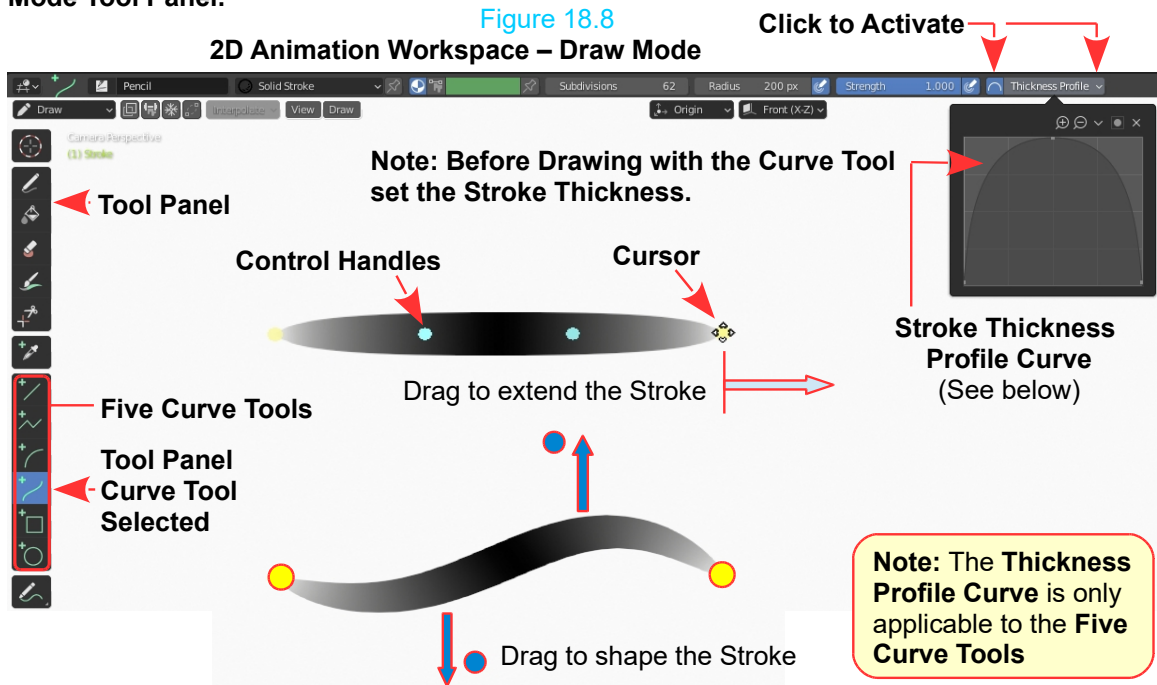 Mode Tool Panel.
Figure 18.8
Click to Activate
2D Animation Workspace – Draw Mode
Pencil
Solid Stroke
Subdivisions 62
Radius 200 px
Strength 1.000
Thickness Profile
Draw
Interpolate
View
Draw
Origin
Front (X-Z)
Camera Perspective
(1) Stroke
Note: Before Drawing with the Curve Tool
set the Stroke Thickness.
Tool Panel
Control Handles
Cursor
Stroke Thickness
Profile Curve
(See below)
Drag to extend the Stroke
Five Curve Tools
Tool Panel
Curve Tool
Selected
Note: The Thickness
Profile Curve is only
applicable to the Five
Curve Tools
Drag to shape the Stroke